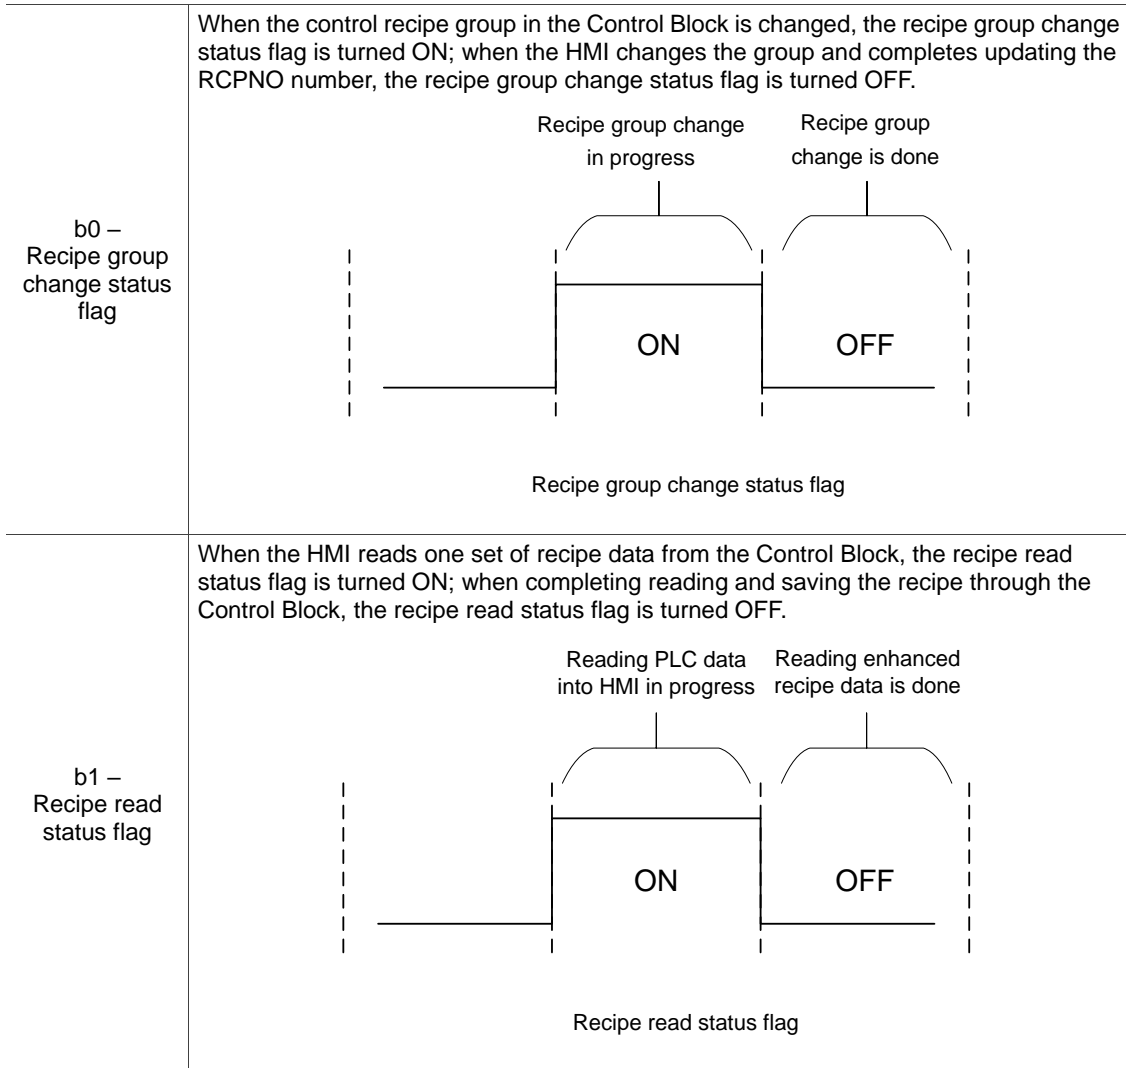 When the control recipe group in the Control Block is changed, the recipe group change
status flag is turned ON; when the HMI changes the group and completes updating the
RCPNO number, the recipe group change status flag is turned OFF.
Recipe group change
in progress
Recipe group
change is done
b0 –
Recipe group
change status
flag
ON
OFF
Recipe group change status flag
When the HMI reads one set of recipe data from the Control Block, the recipe read
status flag is turned ON; when completing reading and saving the recipe through the
Control Block, the recipe read status flag is turned OFF.
Reading PLC data
into HMI in progress
Reading enhanced
recipe data is done
b1 –
Recipe read
status flag
ON
OFF
Recipe read status flag